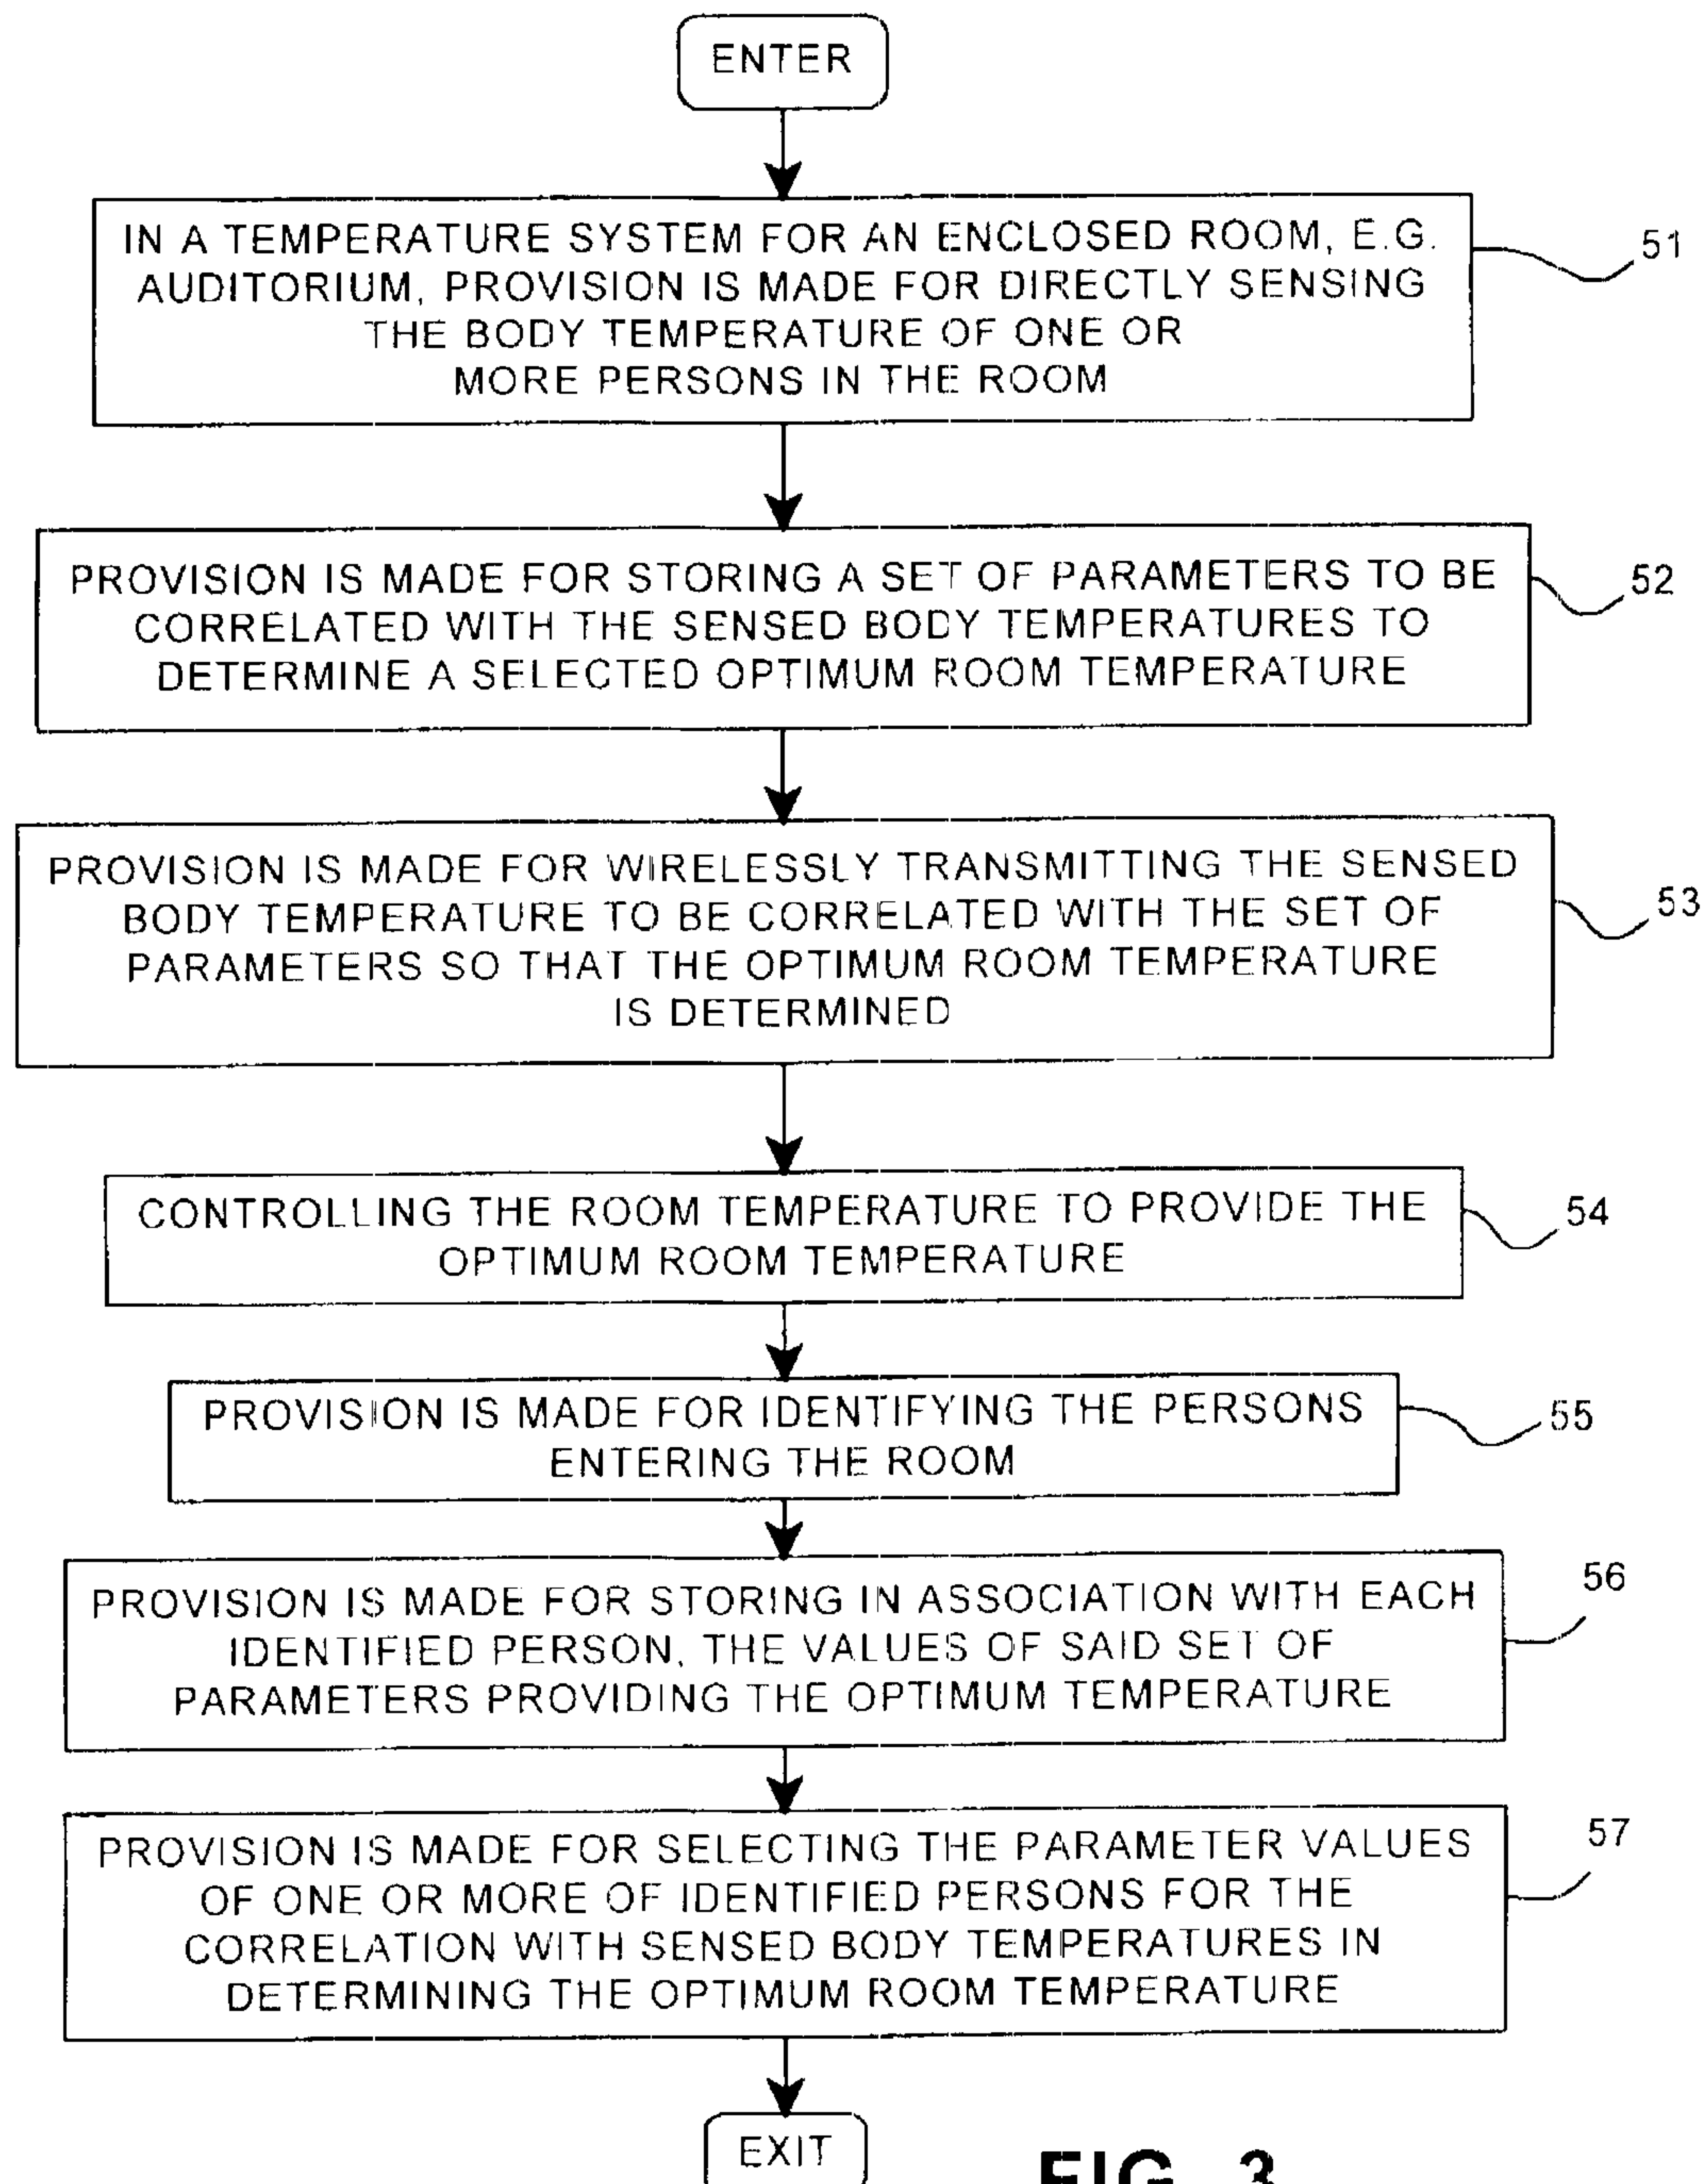 ENTER
IN A TEMPERATURE SYSTEM FOR AN ENCLOSED ROOM, E.G.
AUDITORIUM, PROVISION IS MADE FOR DIRECTLY SENSING
THE BODY TEMPERATURE OF ONE OR
MORE PERSONS IN THE ROOM
51
PROVISION IS MADE FOR STORING A SET OF PARAMETERS TO BE
CORRELATED WITH THE SENSED BODY TEMPERATURES TO
DETERMINE A SELECTED OPTIMUM ROOM TEMPERATURE
52
PROVISION IS MADE FOR WIRELESSLY TRANSMITTING THE SENSED
BODY TEMPERATURE TO BE CORRELATED WITH THE SET OF
PARAMETERS SO THAT THE OPTIMUM ROOM TEMPERATURE
IS DETERMINED
53
CONTROLLING THE ROOM TEMPERATURE TO PROVIDE THE
OPTIMUM ROOM TEMPERATURE
54
PROVISION IS MADE FOR IDENTIFYING THE PERSONS
ENTERING THE ROOM
55
PROVISION IS MADE FOR STORING IN ASSOCIATION WITH EACH
IDENTIFIED PERSON, THE VALUES OF SAID SET OF
PARAMETERS PROVIDING THE OPTIMUM TEMPERATURE
56
PROVISION IS MADE FOR SELECTING THE PARAMETER VALUES
OF ONE OR MORE OF IDENTIFIED PERSONS FOR THE
CORRELATION WITH SENSED BODY TEMPERATURES IN
DETERMINING THE OPTIMUM ROOM TEMPERATURE
57
EXIT
FIG. 3